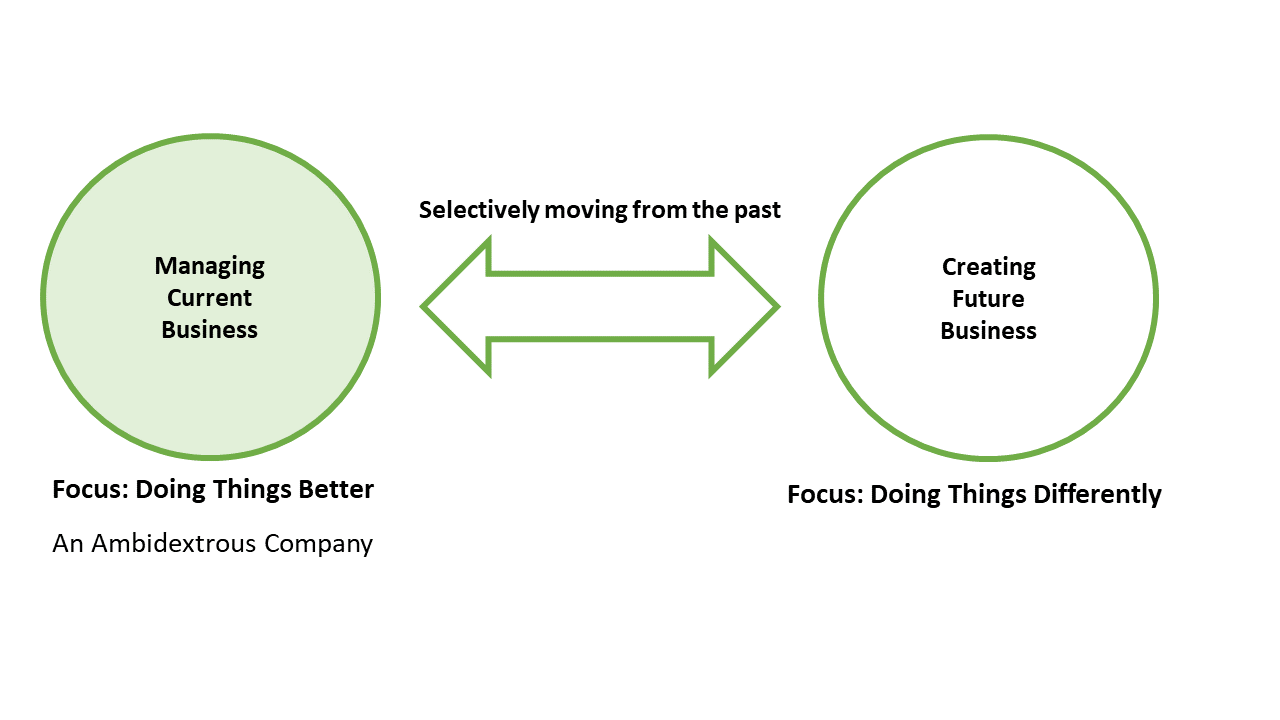 Selectively moving from the past
Managing
Current
Business
Creating
Future
Business
Focus: Doing Things Better
Focus: Doing Things Differently
An Ambidextrous Company